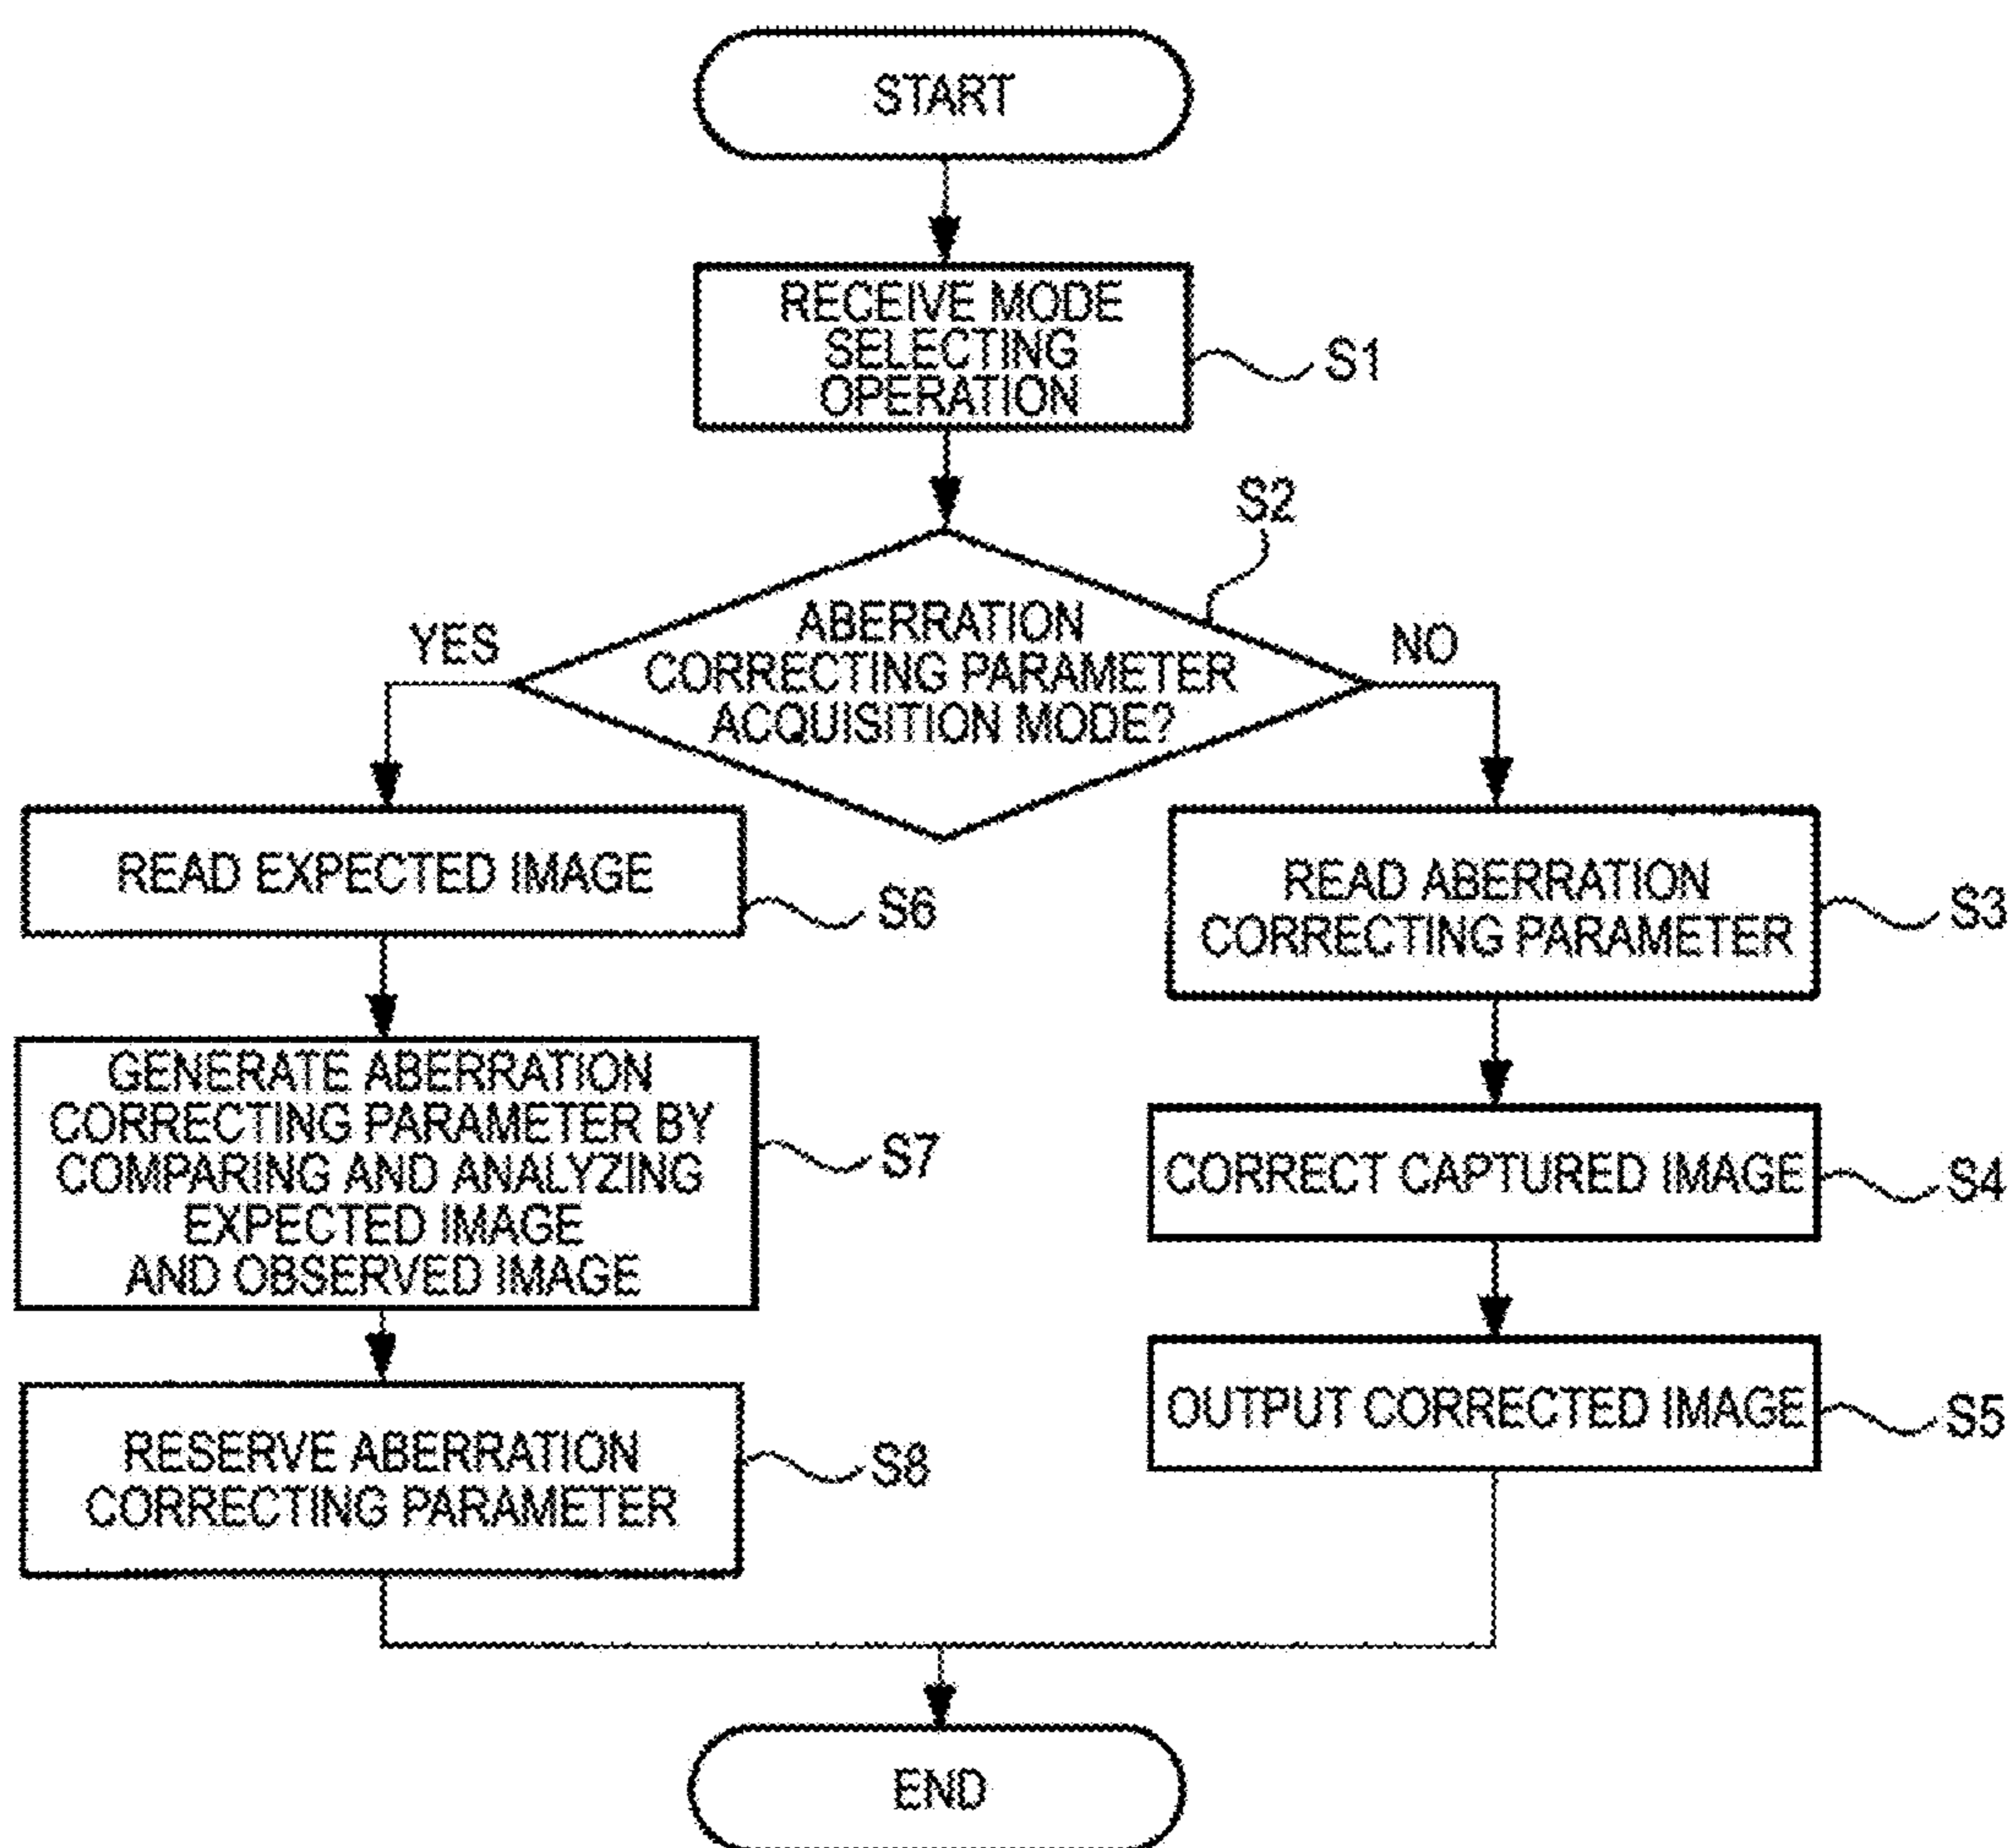 START
RECEIVE MODE
SELECTING
OPERATION
S1
S2
ABERRATION
CORRECTING PARAMETER
ACQUISITION MODE?
YES
NO
READ EXPECTED IMAGE
S6
READ ABERRATION
CORRECTING PARAMETER
S3
GENERATE ABERRATION
CORRECTING PARAMETER BY
COMPARING AND ANALYZING
EXPECTED IMAGE
AND OBSERVED IMAGE
S7
CORRECT CAPTURED IMAGE
S4
RESERVE ABERRATION
CORRECTING PARAMETER
S8
OUTPUT CORRECTED IMAGE
S5
END